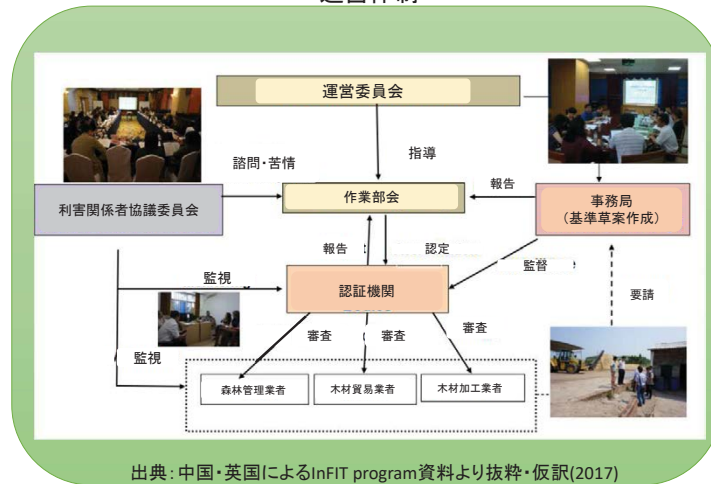 運営委員会
諮問・苦情
指導
作業部会
報告
利害関係者協議委員会
事務局
(基準草案作成)
報告
認定
監督
監視
認証機関
要請
審査
審査
審査
監視
森林管理業者
木材貿易業者
木材加工業者
出典：中国・英国によるInFIT program資料より抜粋・仮訳(2017)